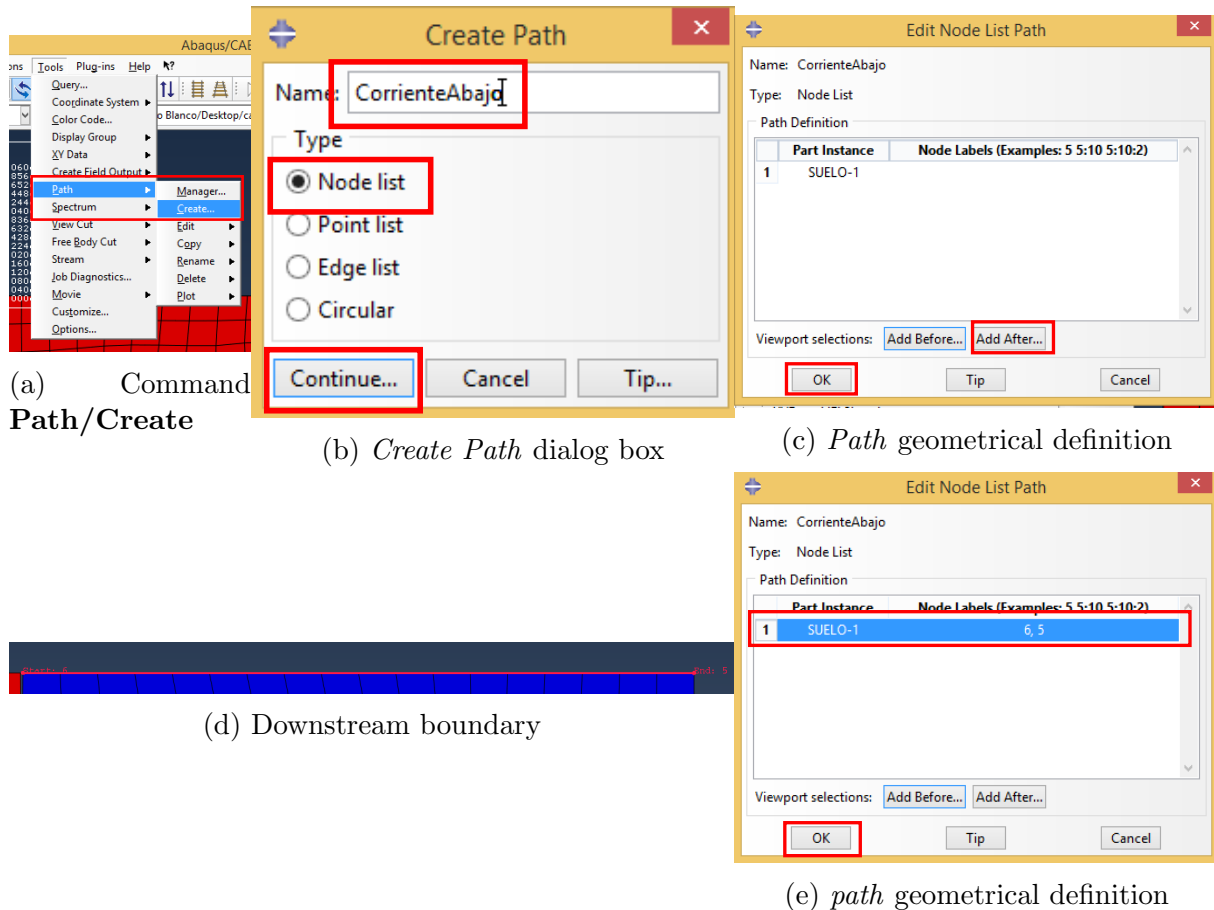 Abaqus/CAE
ons Tools Plug-ins Help
Query...
Coordinate System
Color Code...
o Blanco/Desktop/ca
Display Group
XY Data
Create Field Output
Path
Manager...
Spectrum
Create...
View Cut
Edit
Free Body Cut
Copy
Stream
Rename
Job Diagnostics...
Delete
Movie
Plot
Customize...
Options...
(a) Command
Path/Create
Create Path
Name: CorrienteAbajo
Type
Node list
Point list
Edge list
Circular
Continue... Cancel Tip...
(b) Create Path dialog box
Edit Node List Path
Name: CorrienteAbajo
Type: Node List
Path Definition
Part Instance Node Labels (Examples: 5 5:10 5:10:2)
1 SUELO-1
Viewport selections: Add Before... Add After...
OK Tip Cancel
(c) Path geometrical definition
Start: 6 End: 5
(d) Downstream boundary
Edit Node List Path
Name: CorrienteAbajo
Type: Node List
Path Definition
Part Instance Node Labels (Examples: 5 5:10 5:10:2)
1 SUELO-1 6, 5
Viewport selections: Add Before... Add After...
OK Tip Cancel
(e) path geometrical definition